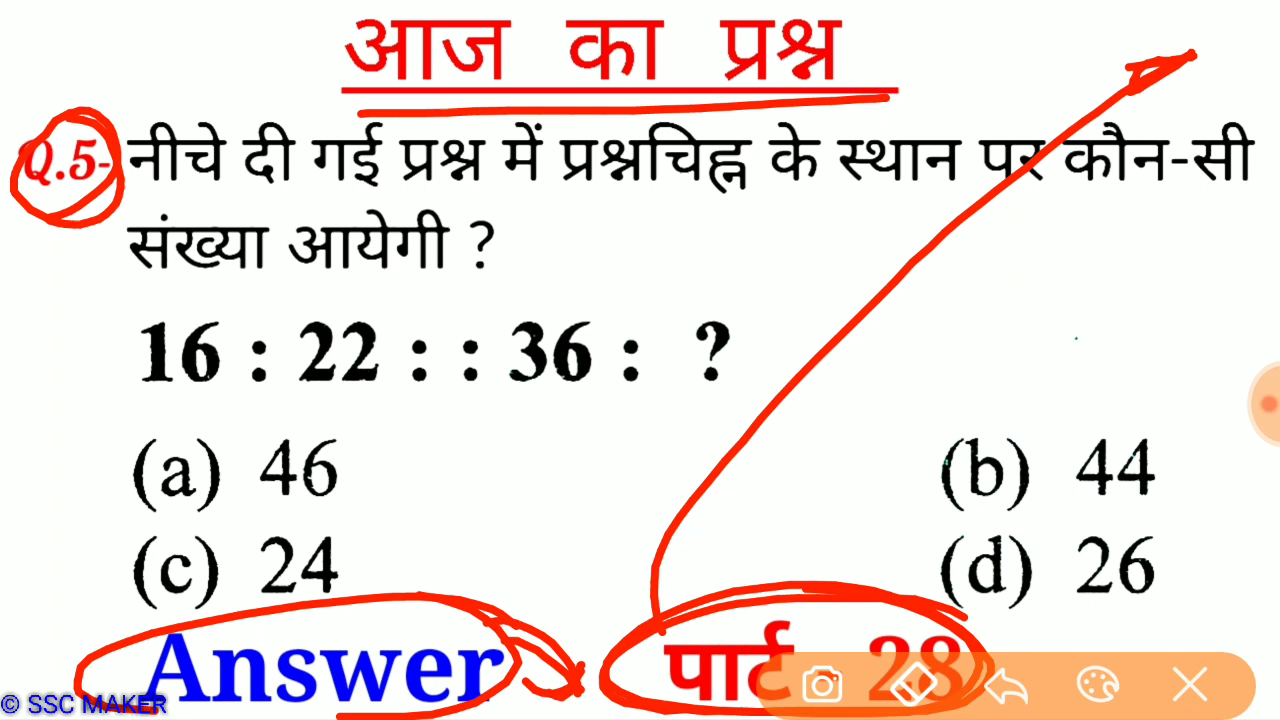 आज का प्रश्न
Q.5- नीचे दी गई प्रश्न में प्रश्नचिह्न के स्थान पर कौन-सी
संख्या आयेगी ?
16 : 22 : : 36 : ?
(a) 46 (b) 44
(c) 24 (d) 26
Answer पार्ट - 28
© SSC MAKER